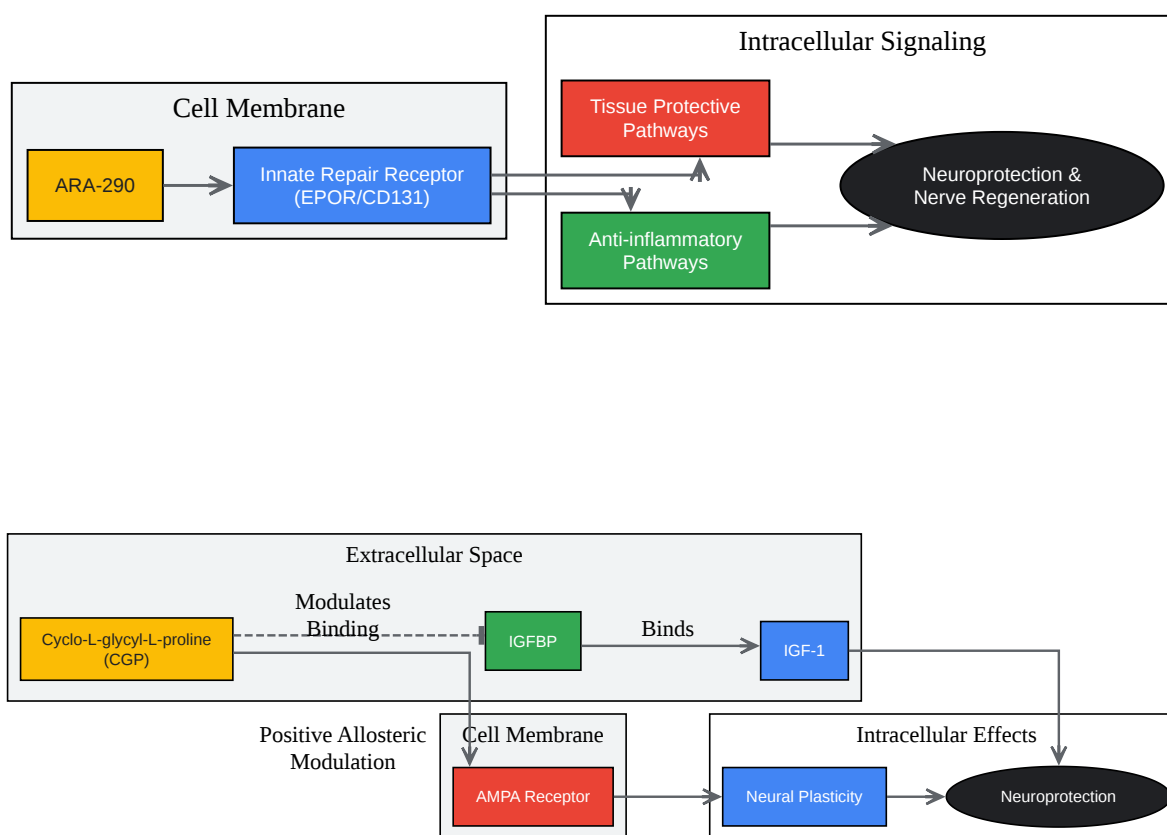 Intracellular Signaling
Cell Membrane
Tissue Protective
Pathways
ARA-290
Innate Repair Receptor
(EPOR/CD131)
Neuroprotection &
Nerve Regeneration
Anti-inflammatory
Pathways
Extracellular Space
Modulates
Binding
Cyclo-L-glycyl-L-proline
(CGP)
IGFBP
Binds
IGF-1
Positive Allosteric
Modulation
Cell Membrane
Intracellular Effects
AMPA Receptor
Neural Plasticity
Neuroprotection